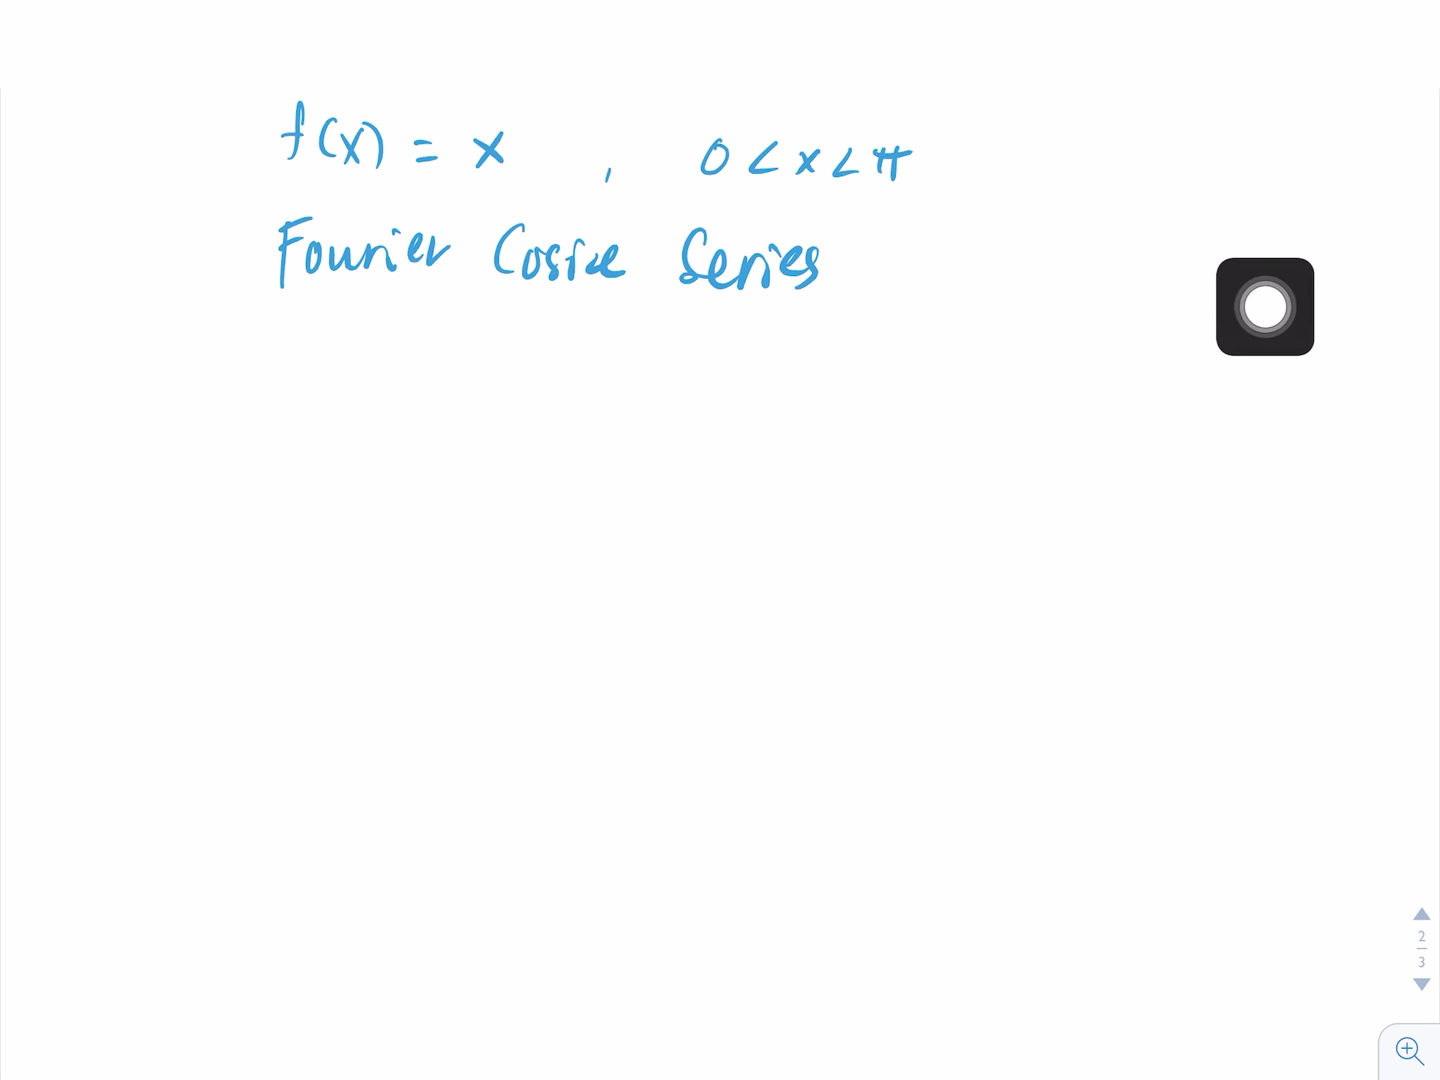 f(x) = x , 0 < x < π
Fourier Cosine Series
2
3